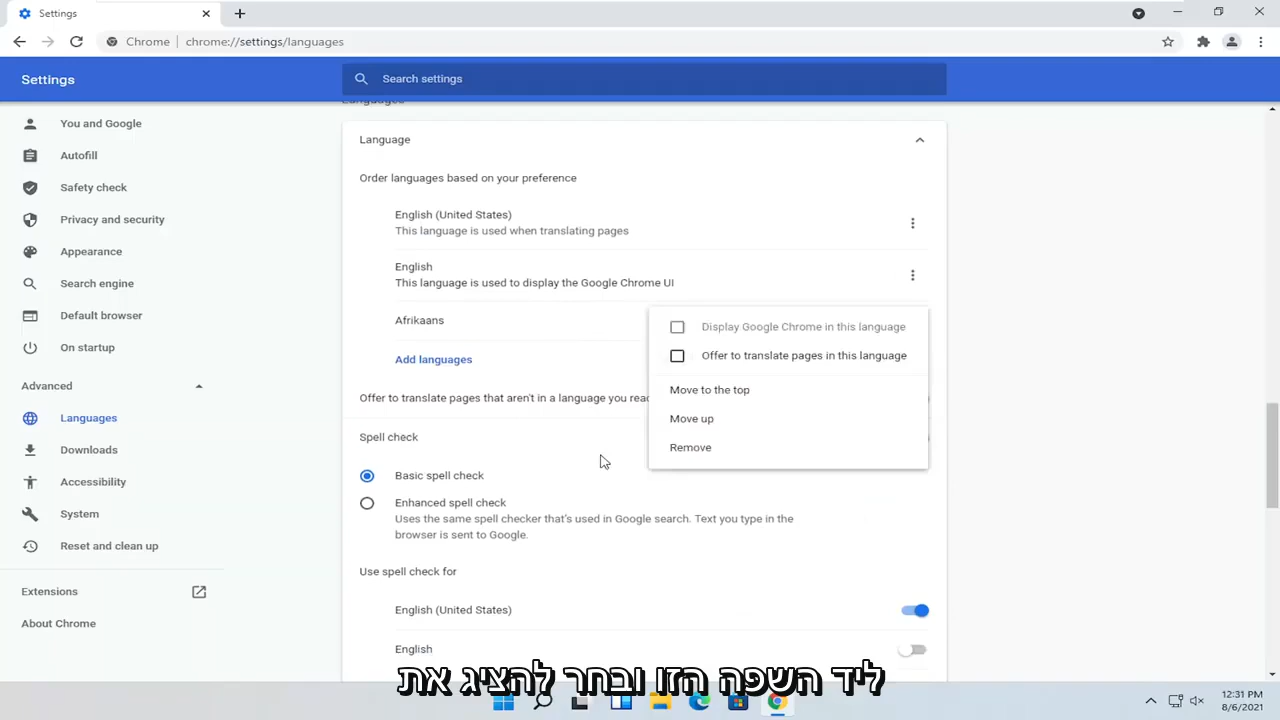 Settings
Chrome
chrome://settings/languages
Settings
Search settings
Languages
You and Google
Autofill
Safety check
Privacy and security
Appearance
Search engine
Default browser
On startup
Advanced
Languages
Downloads
Accessibility
System
Reset and clean up
Extensions
About Chrome
Language
Order languages based on your preference
English (United States)
This language is used when translating pages
English
This language is used to display the Google Chrome UI
Afrikaans
Add languages
Display Google Chrome in this language
Offer to translate pages in this language
Move to the top
Move up
Remove
Offer to translate pages that aren't in a language you
Spell check
Basic spell check
Enhanced spell check
Uses the same spell checker that's used in Google search. Text you type in the
browser is sent to Google.
Use spell check for
English (United States)
English
ליד השפה הזו ובחר להציג את
12:31 PM
8/6/2021